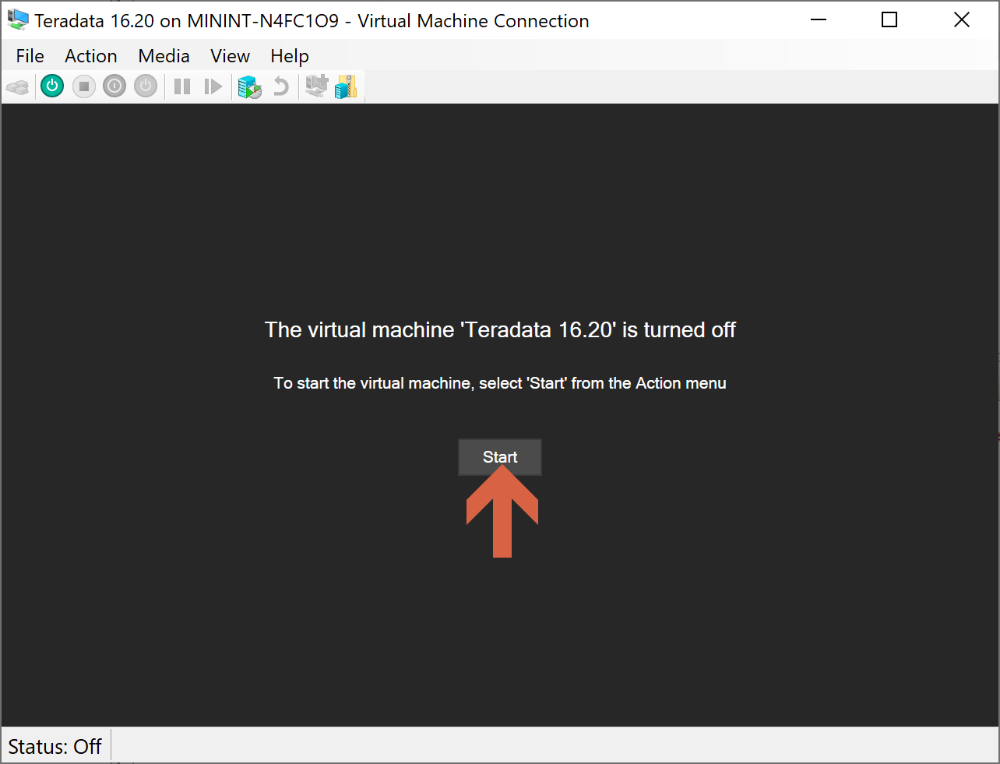 Teradata 16.20 on MININT-N4FC1O9 - Virtual Machine Connection
File Action Media View Help
The virtual machine 'Teradata 16.20' is turned off
To start the virtual machine, select 'Start' from the Action menu
Start
Status: Off